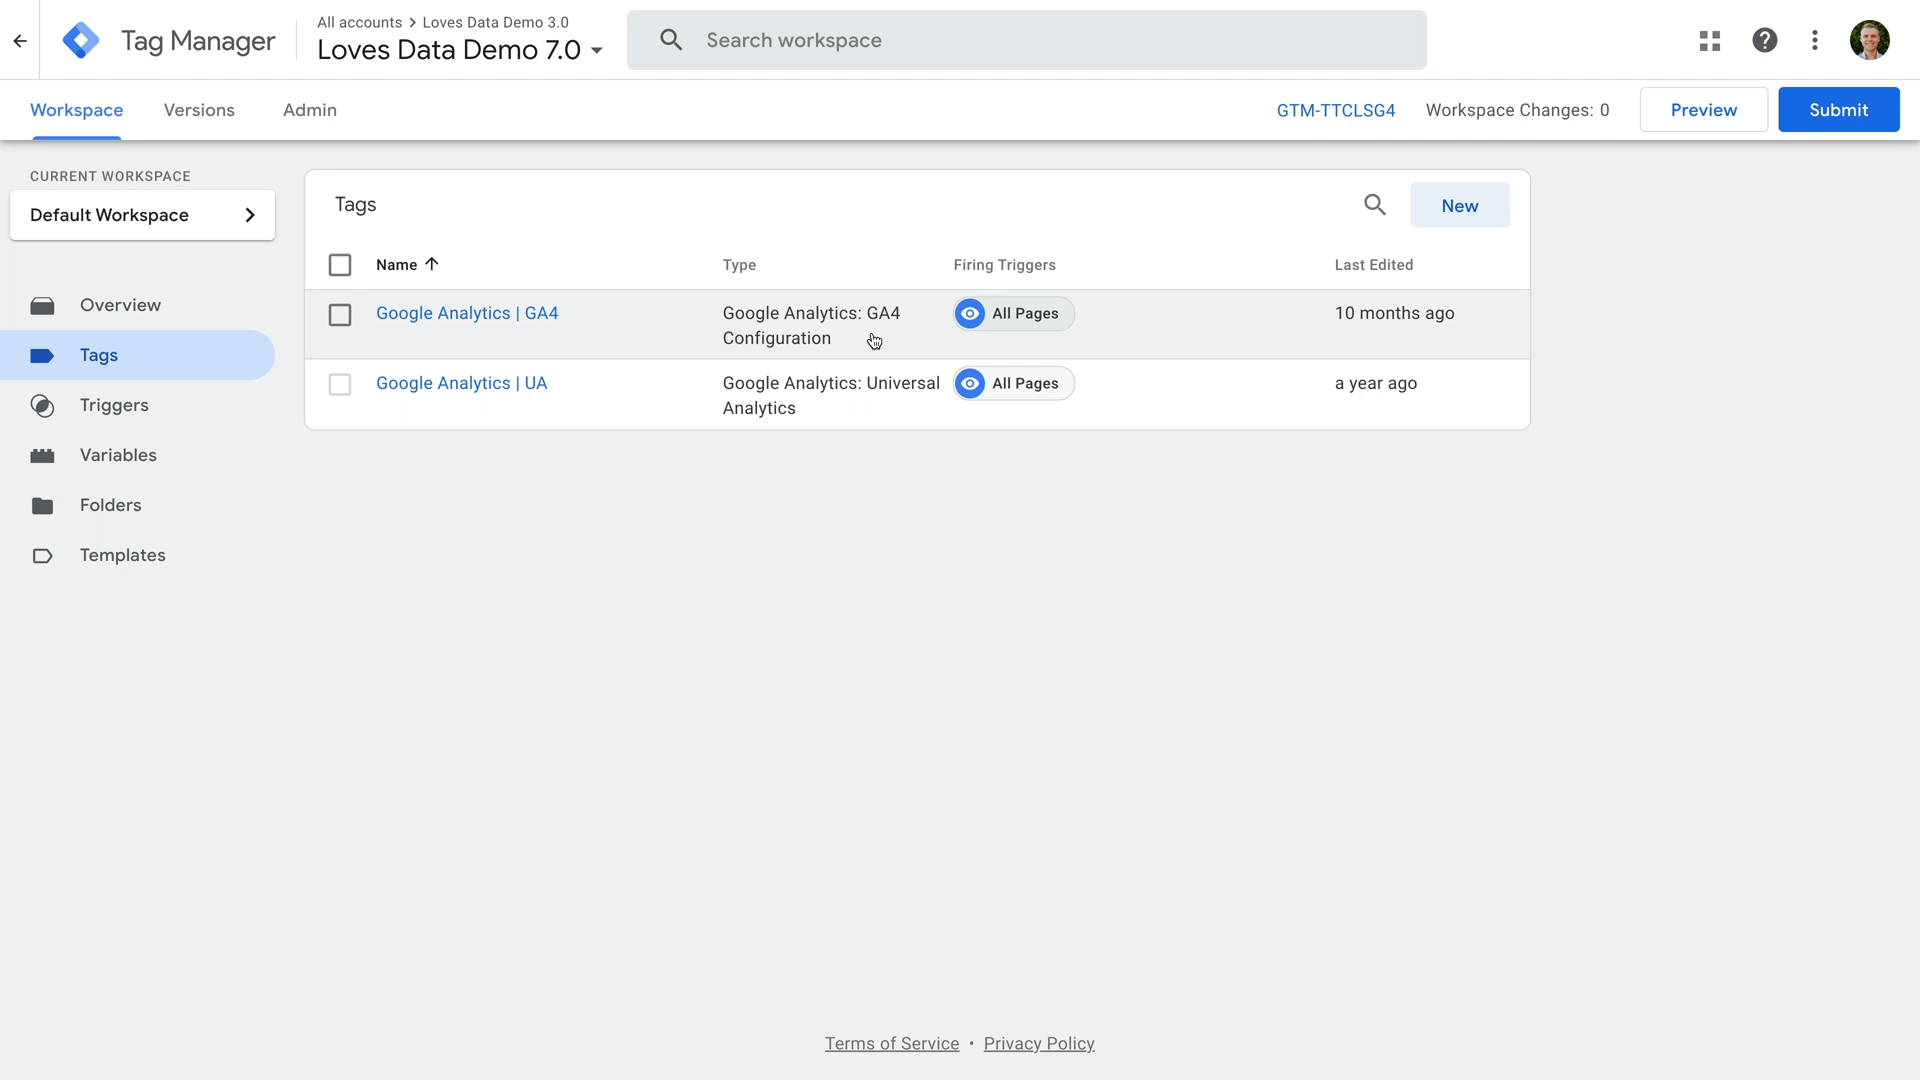 Tag Manager
All accounts > Loves Data Demo 3.0
Loves Data Demo 7.0
Search workspace
Workspace
Versions
Admin
GTM-TTCLSG4
Workspace Changes: 0
Preview
Submit
CURRENT WORKSPACE
Default Workspace
Overview
Tags
Triggers
Variables
Folders
Templates
Tags
New
Name
Type
Firing Triggers
Last Edited
Google Analytics | GA4
Google Analytics: GA4
Configuration
All Pages
10 months ago
Google Analytics | UA
Google Analytics: Universal
Analytics
All Pages
a year ago
Terms of Service • Privacy Policy